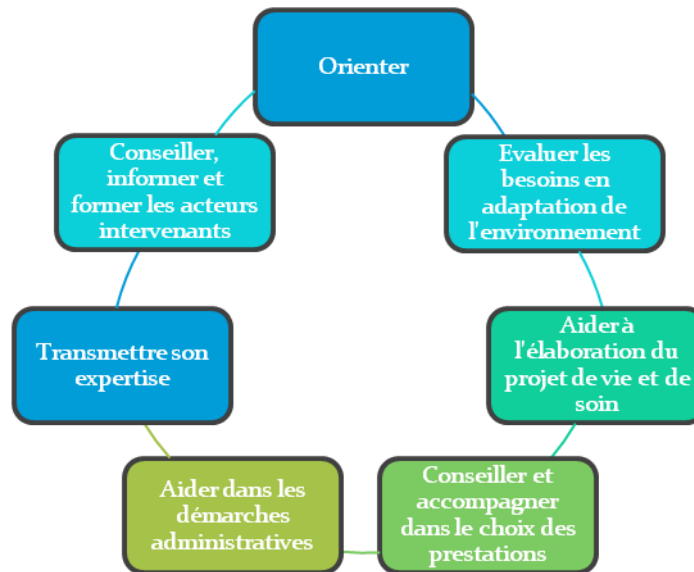 Orienter
Evaluer les
besoins en
adaptation de
l'environnement
Aider à
l'élaboration du
projet de vie et de
soin
Conseiller et
accompagner
dans le choix des
prestations
Aider dans les
démarches
administratives
Transmettre son
expertise
Conseiller,
informer et
former les acteurs
intervenants